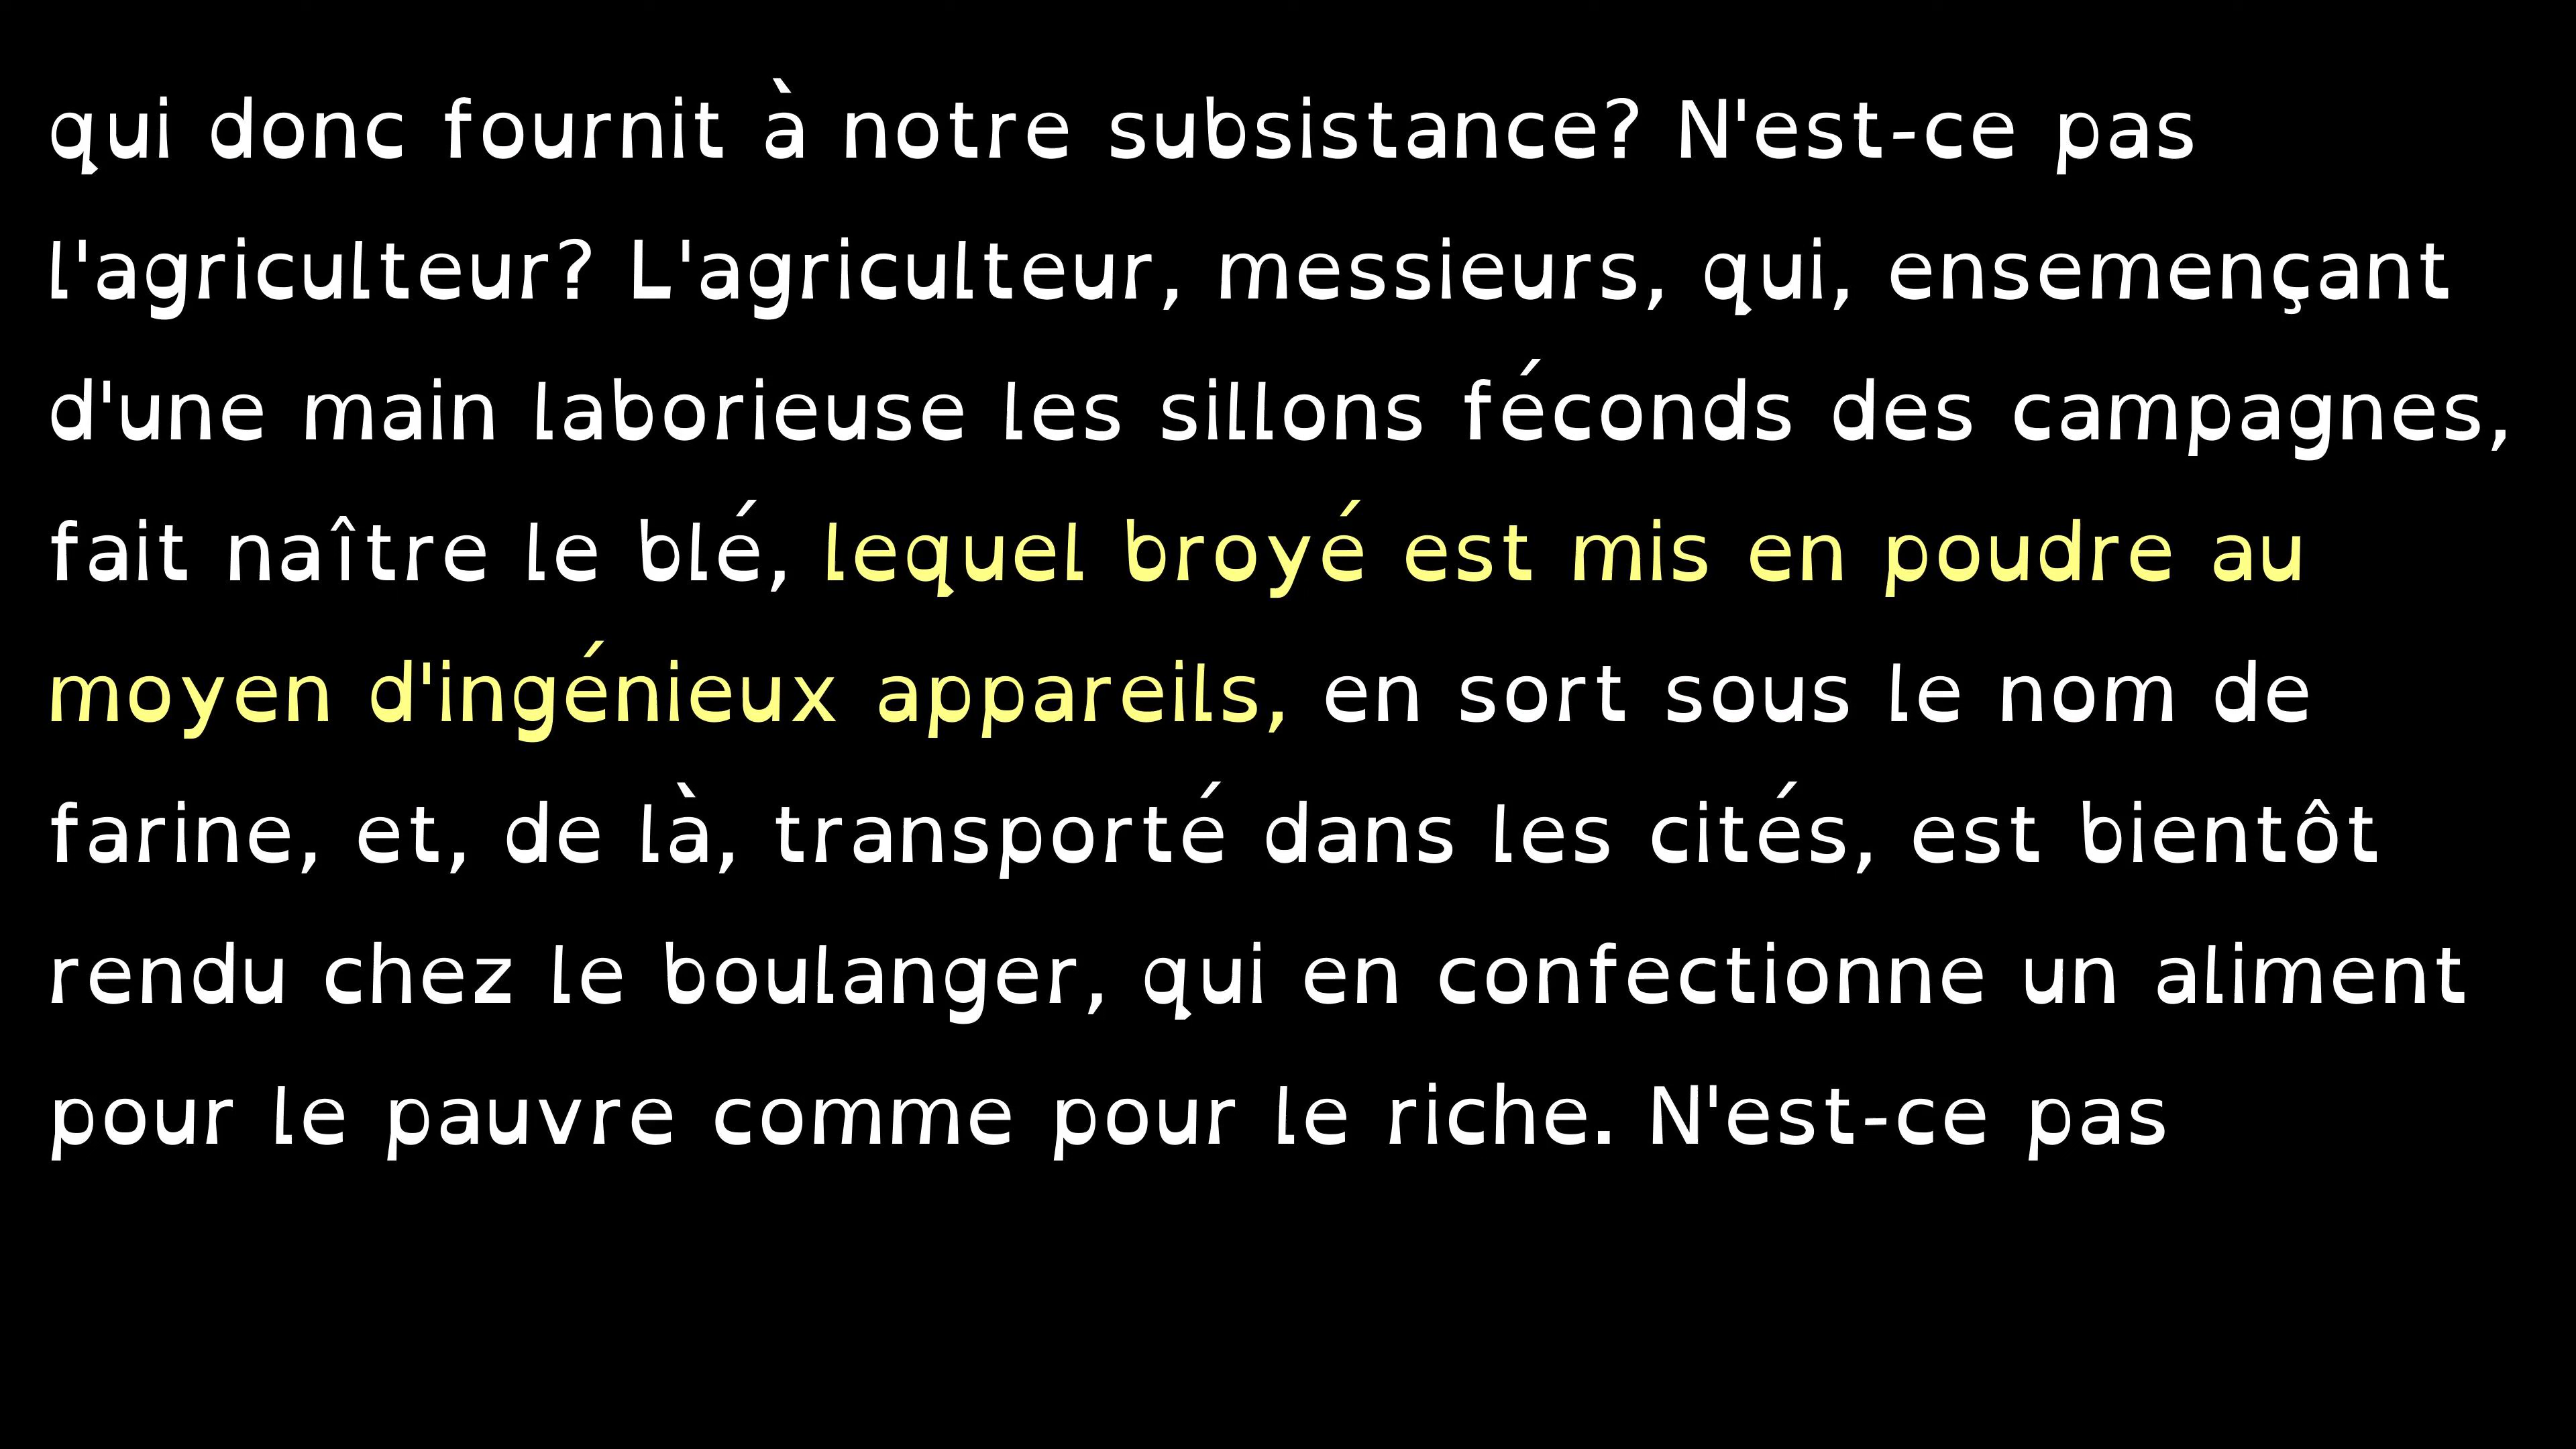 qui donc fournit à notre subsistance? N'est-ce pas
l'agriculteur? L'agriculteur, messieurs, qui, ensemençant
d'une main laborieuse les sillons féconds des campagnes,
fait naître le blé, lequel broyé est mis en poudre au
moyen d'ingénieux appareils, en sort sous le nom de
farine, et, de là, transporté dans les cités, est bientôt
rendu chez le boulanger, qui en confectionne un aliment
pour le pauvre comme pour le riche. N'est-ce pas